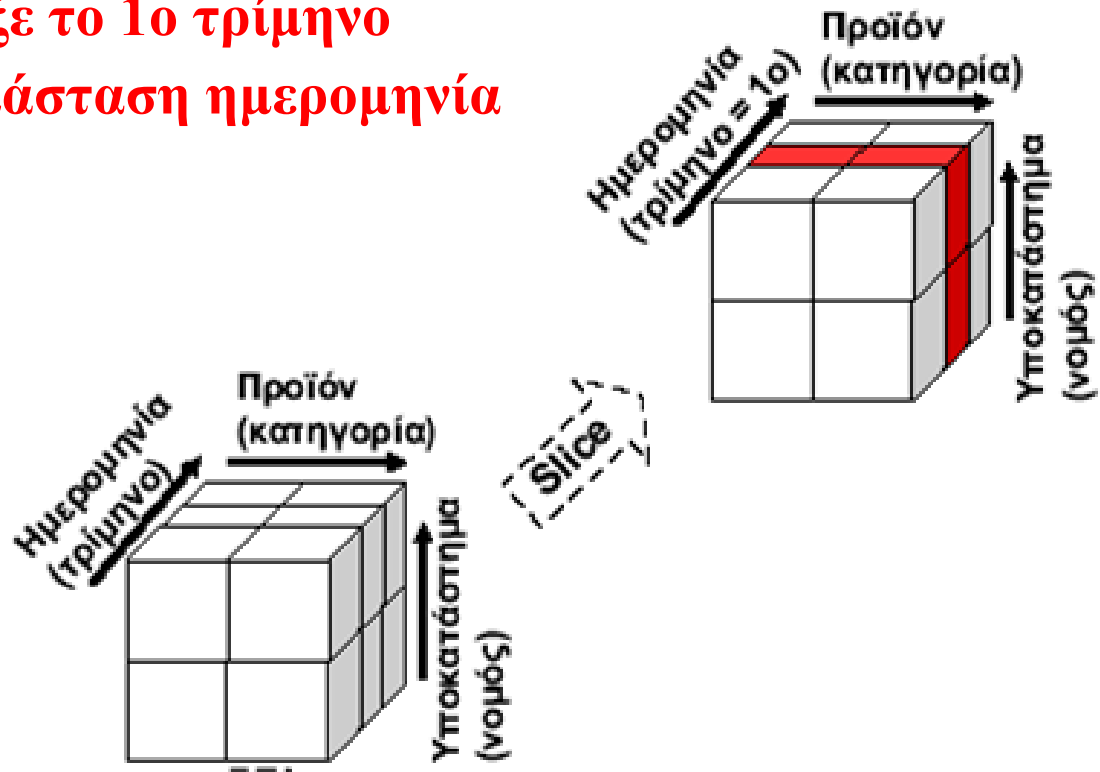 ξε το 1ο τρίμηνο
άσταση ημερομηνία
Προϊόν
(κατηγορία)
Ημερομηνία
(τρίμηνο = 1ο)
Υποκατάστημα
(νομός)
Slice
Προϊόν
(κατηγορία)
Ημερομηνία
(τρίμηνο)
Υποκατάστημα
(νομός)